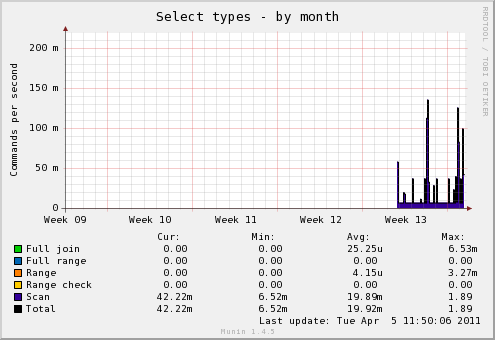 Select types - by month
RRDTOOL / TOBI OETIKER
Commands per second
200 m
150 m
100 m
50 m
0
Week 09 Week 10 Week 11 Week 12 Week 13
Cur: Min: Avg: Max:
Full join 0.00 0.00 25.25u 6.53m
Full range 0.00 0.00 0.00 0.00
Range 0.00 0.00 4.15u 3.27m
Range check 0.00 0.00 0.00 0.00
Scan 42.22m 6.52m 19.89m 1.89
Total 42.22m 6.52m 19.92m 1.89
Last update: Tue Apr 5 11:50:06 2011
Munin 1.4.5